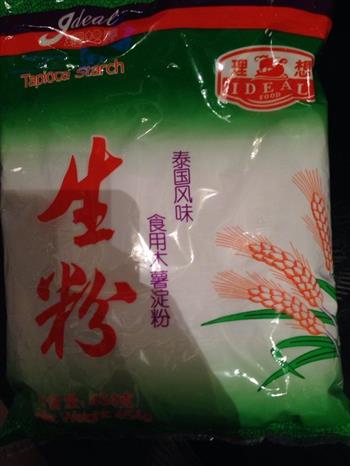 Ideal
Tapioca Starch
理想
IDEAL
FOOD
生粉
泰国风味
食用木薯淀粉
454